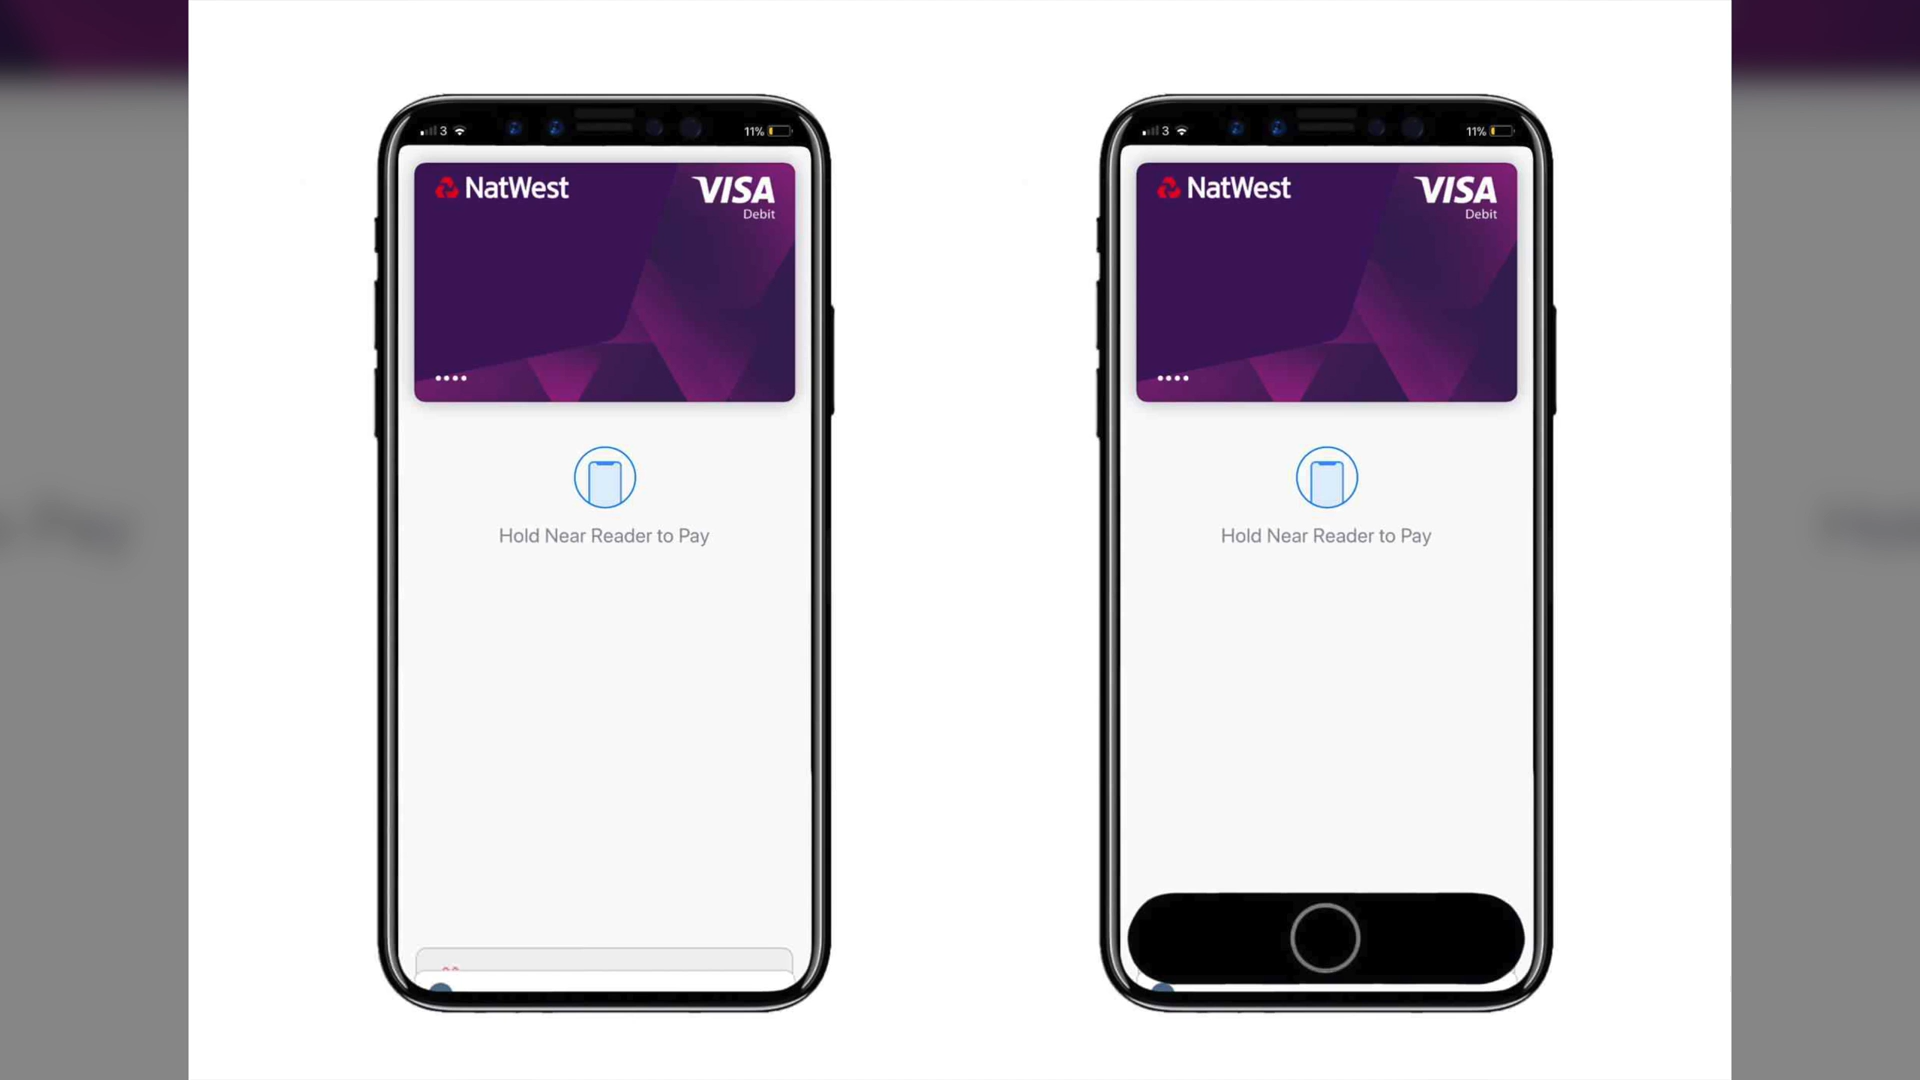 3
11%
NatWest
VISA
Debit
••••
Hold Near Reader to Pay
3
11%
NatWest
VISA
Debit
••••
Hold Near Reader to Pay